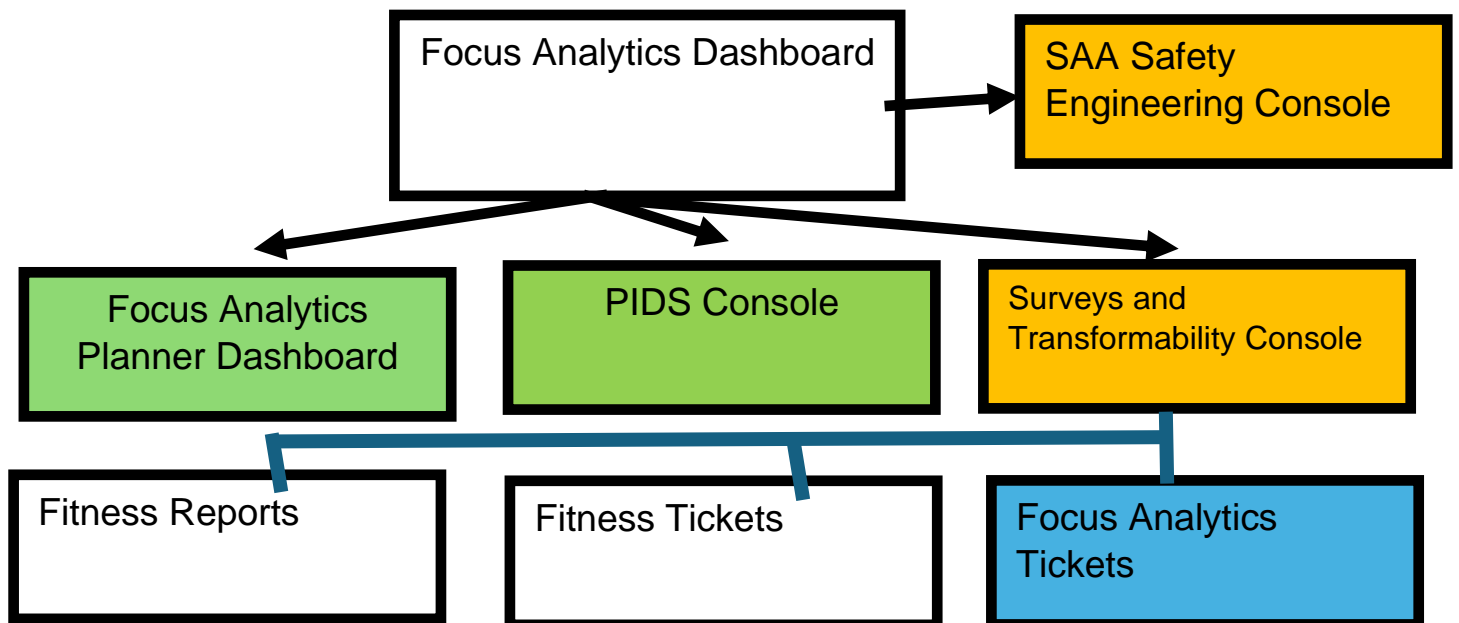 Focus Analytics Dashboard
SAA Safety
Engineering Console
Focus Analytics
Planner Dashboard
PIDS Console
Surveys and
Transformability Console
Fitness Reports
Fitness Tickets
Focus Analytics
Tickets